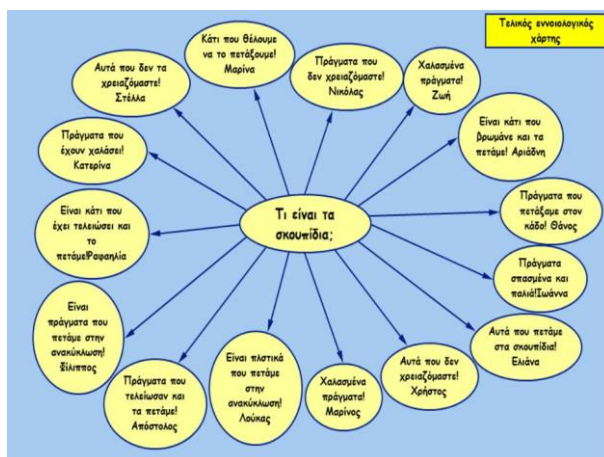 Τελικός εννοιολογικός
χάρτης
Κάτι που θέλουμε
να το πετάξουμε!
Μαρίνα
Πράγματα που
δεν χρειαζόμαστε!
Νικόλας
Χαλασμένα
πράγματα!
Ζωή
Αυτά που δεν τα
χρειαζόμαστε!
Στέλλα
Είναι κάτι που
βρωμάνε και τα
πετάμε! Αριάδνη
Πράγματα που
έχουν χαλάσει!
Κατερίνα
Πράγματα που
πετάξαμε στον
κάδο! Θάνος
Τι είναι τα
σκουπίδια;
Είναι κάτι που
έχει τελειώσει και
το
πετάμε!Ραφαηλία
Πράγματα
σπασμένα και
παλιά!Ιωάννα
Είναι
πράγματα που
πετάμε στην
ανακύκλωση!
Φίλιππος
Αυτά που πετάμε
στα σκουπίδια!
Ελιάνα
Πράγματα που
τελείωσαν και
τα πετάμε!
Απόστολος
Είναι πλστικά
που πετάμε
στην
ανακύκλωση!
Λούκας
Χαλασμένα
πράγματα!
Μαρίνος
Αυτά που δεν
χρειαζόμαστε!
Χρήστος